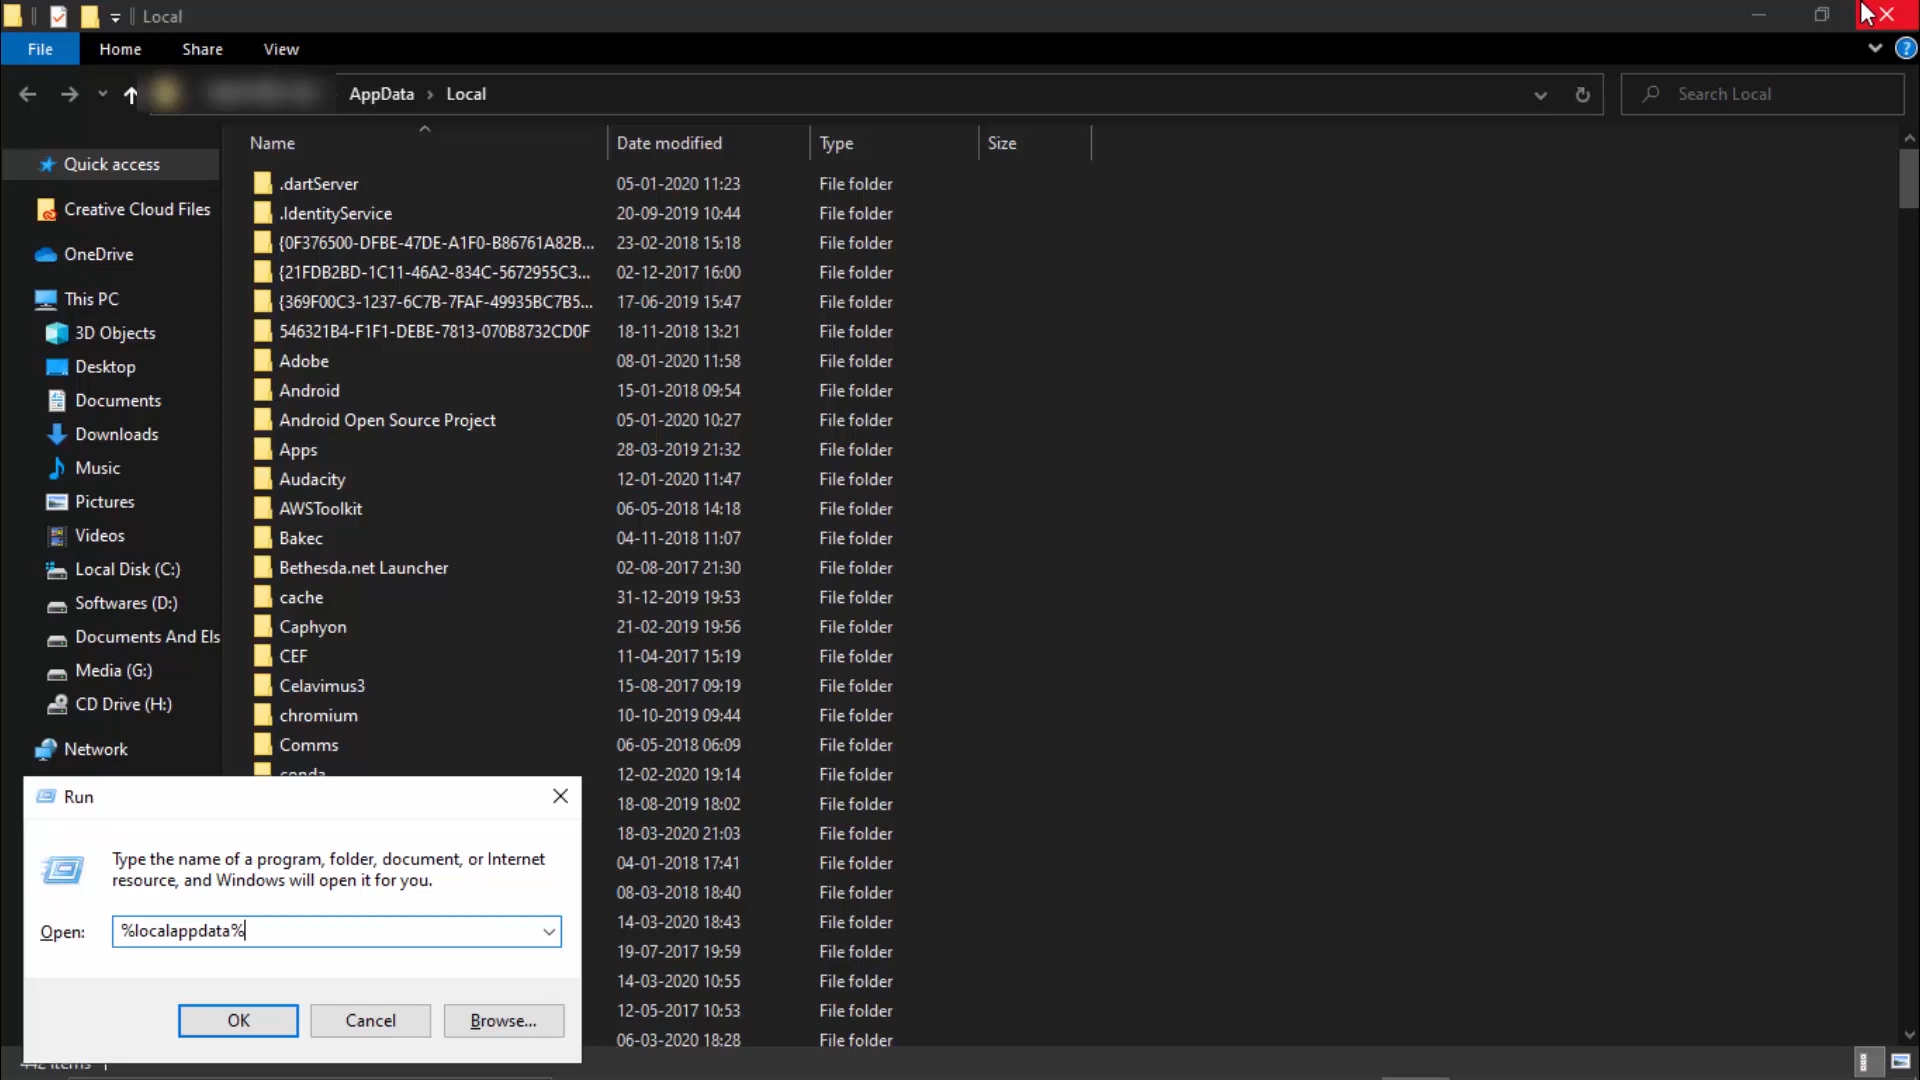 Local
File Home Share View
AppData › Local
Search Local
Name Date modified Type Size
Quick access
Creative Cloud Files
OneDrive
This PC
3D Objects
Desktop
Documents
Downloads
Music
Pictures
Videos
Local Disk (C:)
Softwares (D:)
Documents And Els
Media (G:)
CD Drive (H:)
Network
.dartServer 05-01-2020 11:23 File folder
.IdentityService 20-09-2019 10:44 File folder
{0F376500-DFBE-47DE-A1F0-B86761A82B... 23-02-2018 15:18 File folder
{21FDB2BD-1C11-46A2-834C-5672955C3... 02-12-2017 16:00 File folder
{369F00C3-1237-6C7B-7FAF-49935BC7B5... 17-06-2019 15:47 File folder
546321B4-F1F1-DEBE-7813-070B8732CD0F 18-11-2018 13:21 File folder
Adobe 08-01-2020 11:58 File folder
Android 15-01-2018 09:54 File folder
Android Open Source Project 05-01-2020 10:27 File folder
Apps 28-03-2019 21:32 File folder
Audacity 12-01-2020 11:47 File folder
AWSToolkit 06-05-2018 14:18 File folder
Bakec 04-11-2018 11:07 File folder
Bethesda.net Launcher 02-08-2017 21:30 File folder
cache 31-12-2019 19:53 File folder
Caphyon 21-02-2019 19:56 File folder
CEF 11-04-2017 15:19 File folder
Celavimus3 15-08-2017 09:19 File folder
chromium 10-10-2019 09:44 File folder
Comms 06-05-2018 06:09 File folder
conda 12-02-2020 19:14 File folder
18-08-2019 18:02 File folder
18-03-2020 21:03 File folder
04-01-2018 17:41 File folder
08-03-2018 18:40 File folder
14-03-2020 18:43 File folder
19-07-2017 19:59 File folder
14-03-2020 10:55 File folder
12-05-2017 10:53 File folder
06-03-2020 18:28 File folder
Run
Type the name of a program, folder, document, or Internet
resource, and Windows will open it for you.
Open: %localappdata%
OK Cancel Browse...
442 items